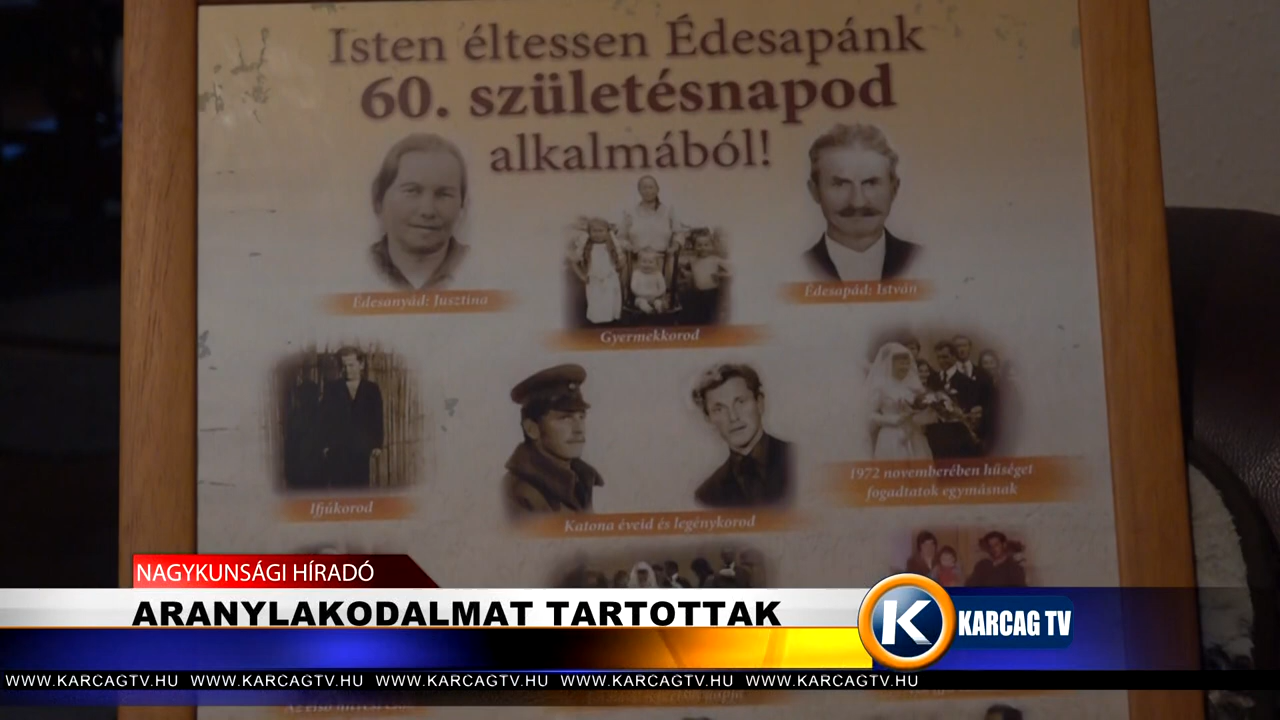 Isten éltessen Édesapánk
60. születésnapod
alkalmából!
Édesanyád: Jusztina
Gyermekkorod
Édesapád: István
Ifjúkorod
Katona éveid és legénykorod
1972 novemberében hűséget
fogadtatok egymásnak
NAGYKUNSÁGI HÍRADÓ
ARANYLAKODALMAT TARTOTTAK
K KARCAG TV
WWW.KARCAGTV.HU WWW.KARCAGTV.HU WWW.KARCAGTV.HU WWW.KARCAGTV.HU WWW.KARCAGTV.HU
Az első